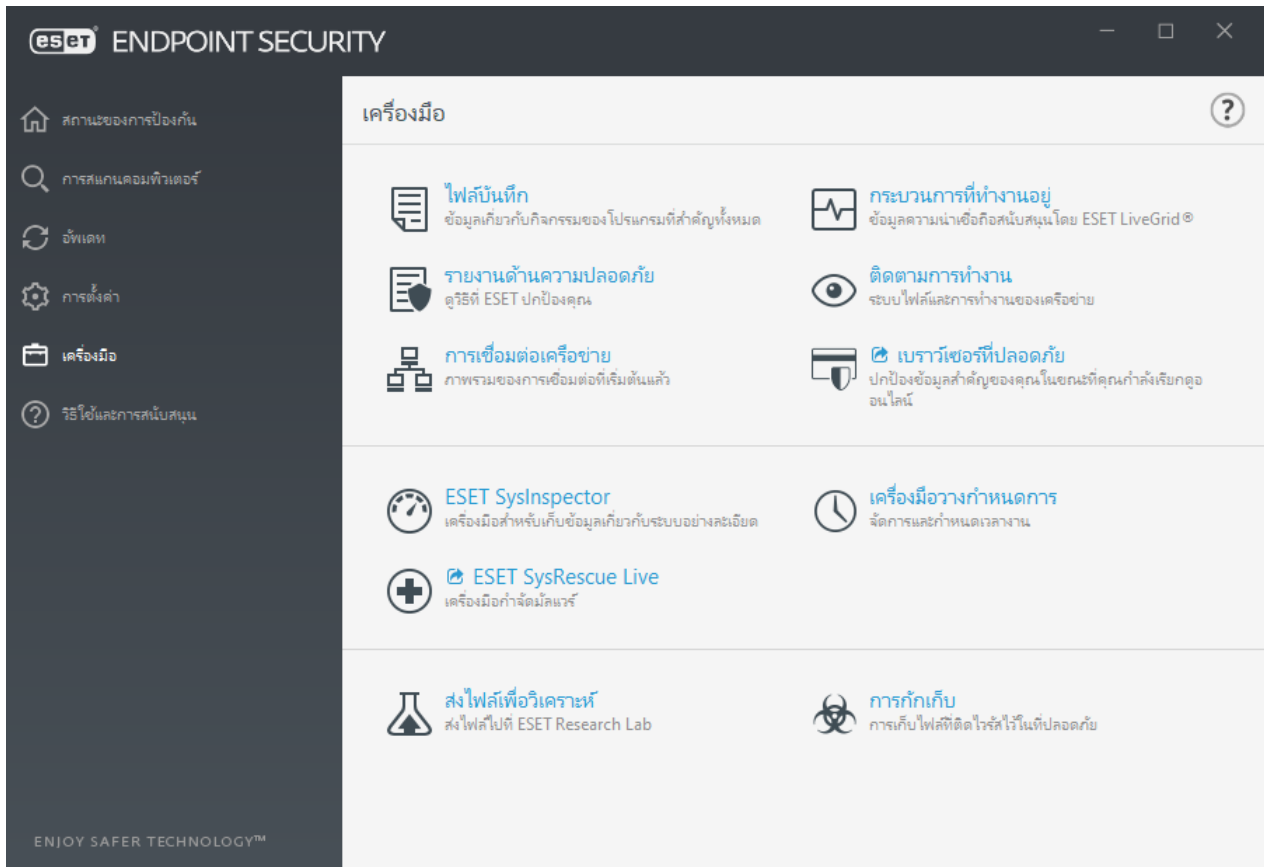 eset ENDPOINT SECURITY
สถานะของการป้องกัน
การสแกนคอมพิวเตอร์
อัพเดท
การตั้งค่า
เครื่องมือ
วิธีใช้และการสนับสนุน
ENJOY SAFER TECHNOLOGY™
เครื่องมือ
?
ไฟล์บันทึก
ข้อมูลเกี่ยวกับกิจกรรมของโปรแกรมที่สำคัญทั้งหมด
กระบวนการที่ทำงานอยู่
ข้อมูลความน่าเชื่อถือสนับสนุนโดย ESET LiveGrid®
รายงานด้านความปลอดภัย
ดูวิธีที่ ESET ปกป้องคุณ
ติดตามการทำงาน
ระบบไฟล์และการทำงานของเครือข่าย
การเชื่อมต่อเครือข่าย
ภาพรวมของการเชื่อมต่อที่เริ่มต้นแล้ว
เบราว์เซอร์ที่ปลอดภัย
ปกป้องข้อมูลสำคัญของคุณในขณะที่คุณกำลังเรียกดูอ
อนไลน์
ESET SysInspector
เครื่องมือสำหรับเก็บข้อมูลเกี่ยวกับระบบอย่างละเอียด
เครื่องมือวางกำหนดการ
จัดการและกำหนดเวลางาน
ESET SysRescue Live
เครื่องมือกำจัดมัลแวร์
ส่งไฟล์เพื่อวิเคราะห์
ส่งไฟล์ไปที่ ESET Research Lab
การกักเก็บ
การเก็บไฟล์ที่ติดไวรัสไว้ในที่ปลอดภัย